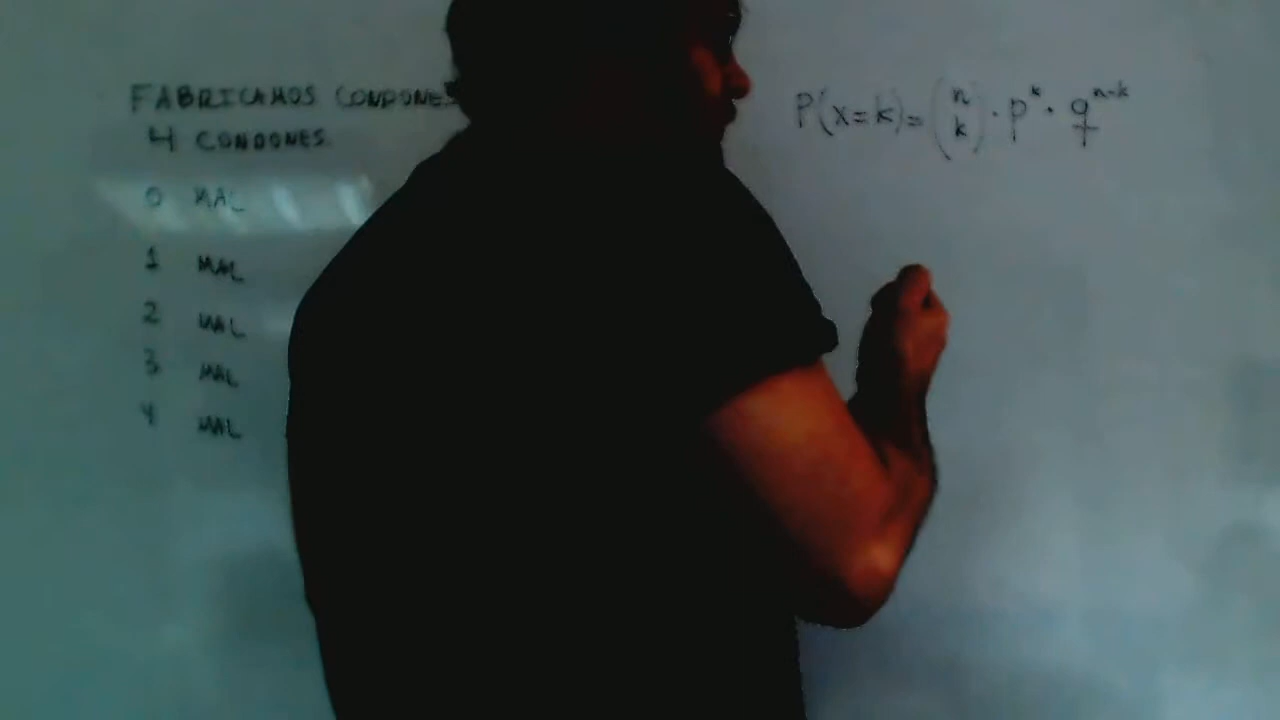 FABRICAMOS CONDONES
4 CONDONES
0 MAL
1 MAL
2 MAL
3 MAL
4 MAL
P(x=k)=(n k)·p^k·q^n-k